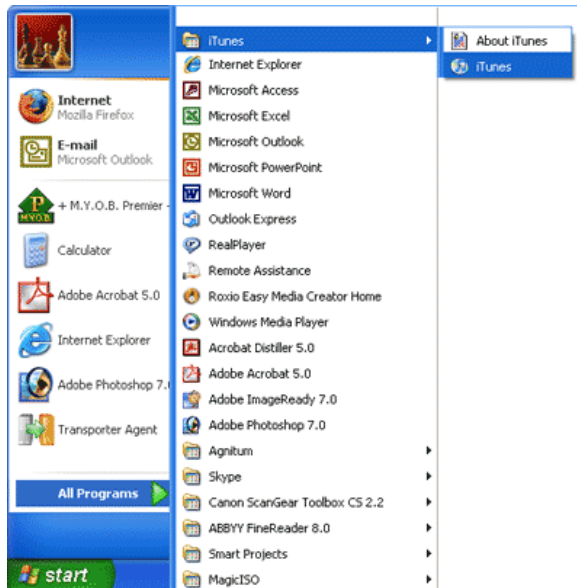 Internet
Mozilla Firefox
E-mail
Microsoft Outlook
+ M.Y.O.B. Premier -
Calculator
Adobe Acrobat 5.0
Internet Explorer
Adobe Photoshop 7.
Transporter Agent
All Programs
start
iTunes
Internet Explorer
Microsoft Access
Microsoft Excel
Microsoft Outlook
Microsoft PowerPoint
Microsoft Word
Outlook Express
RealPlayer
Remote Assistance
Roxio Easy Media Creator Home
Windows Media Player
Acrobat Distiller 5.0
Adobe Acrobat 5.0
Adobe ImageReady 7.0
Adobe Photoshop 7.0
Agnitum
Skype
Canon ScanGear Toolbox CS 2.2
ABBYY FineReader 8.0
Smart Projects
MagicISO
About iTunes
iTunes